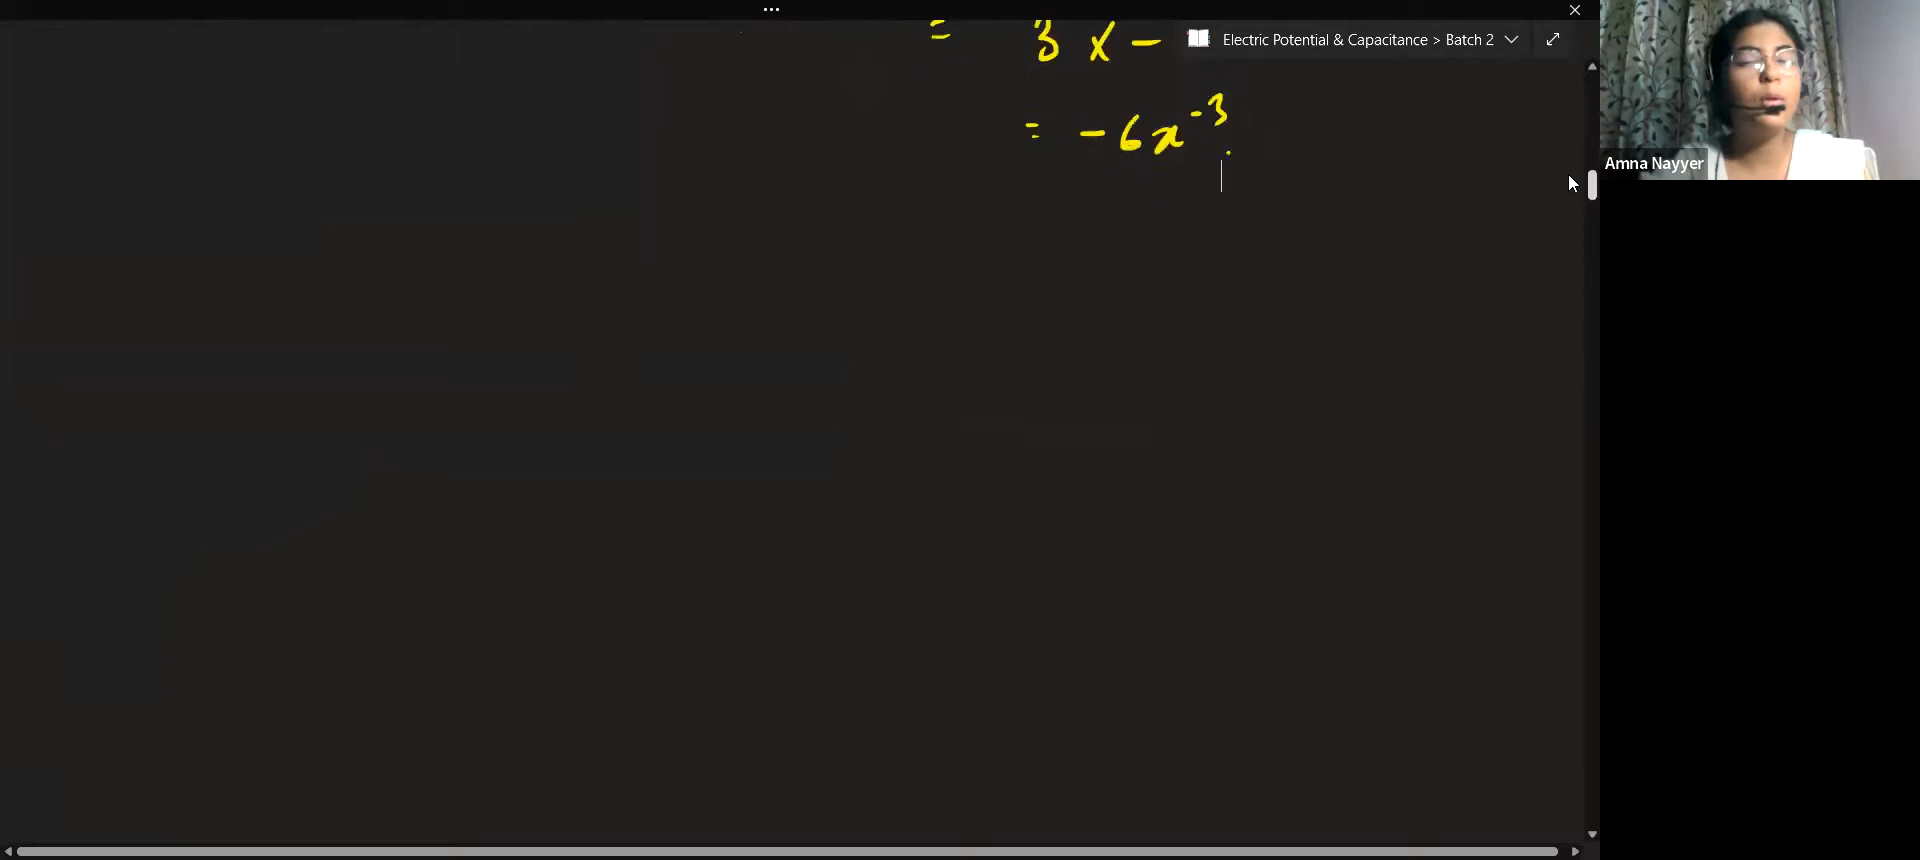 = 3 x -
Electric Potential & Capacitance > Batch 2
= - 6x⁻³
Amna Nayyer